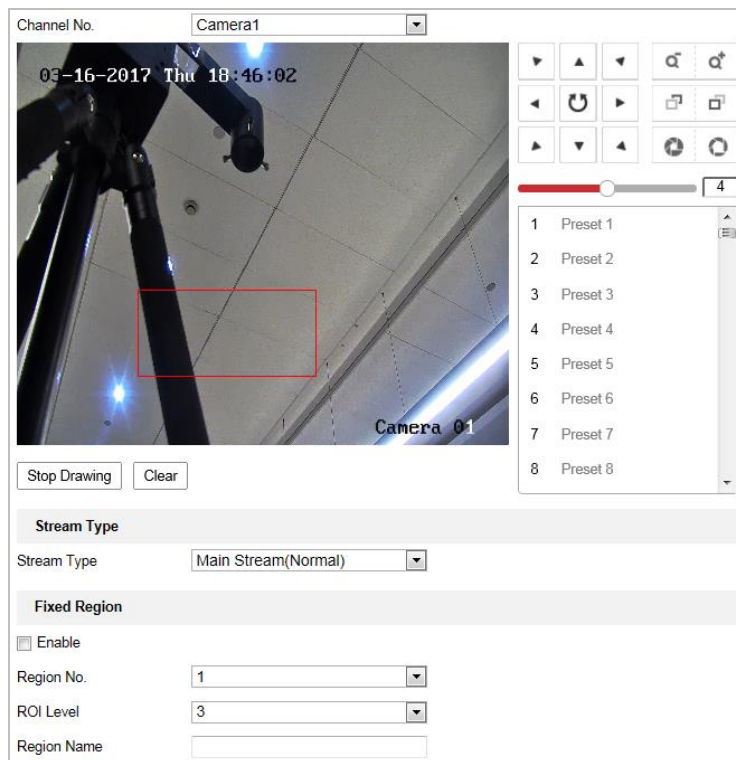 Channel No. Camera1
03-16-2017 Thu 18:46:02
4
1 Preset 1
2 Preset 2
3 Preset 3
4 Preset 4
5 Preset 5
6 Preset 6
7 Preset 7
8 Preset 8
Camera 01
Stop Drawing Clear
Stream Type
Stream Type Main Stream(Normal)
Fixed Region
Enable
Region No. 1
ROI Level 3
Region Name